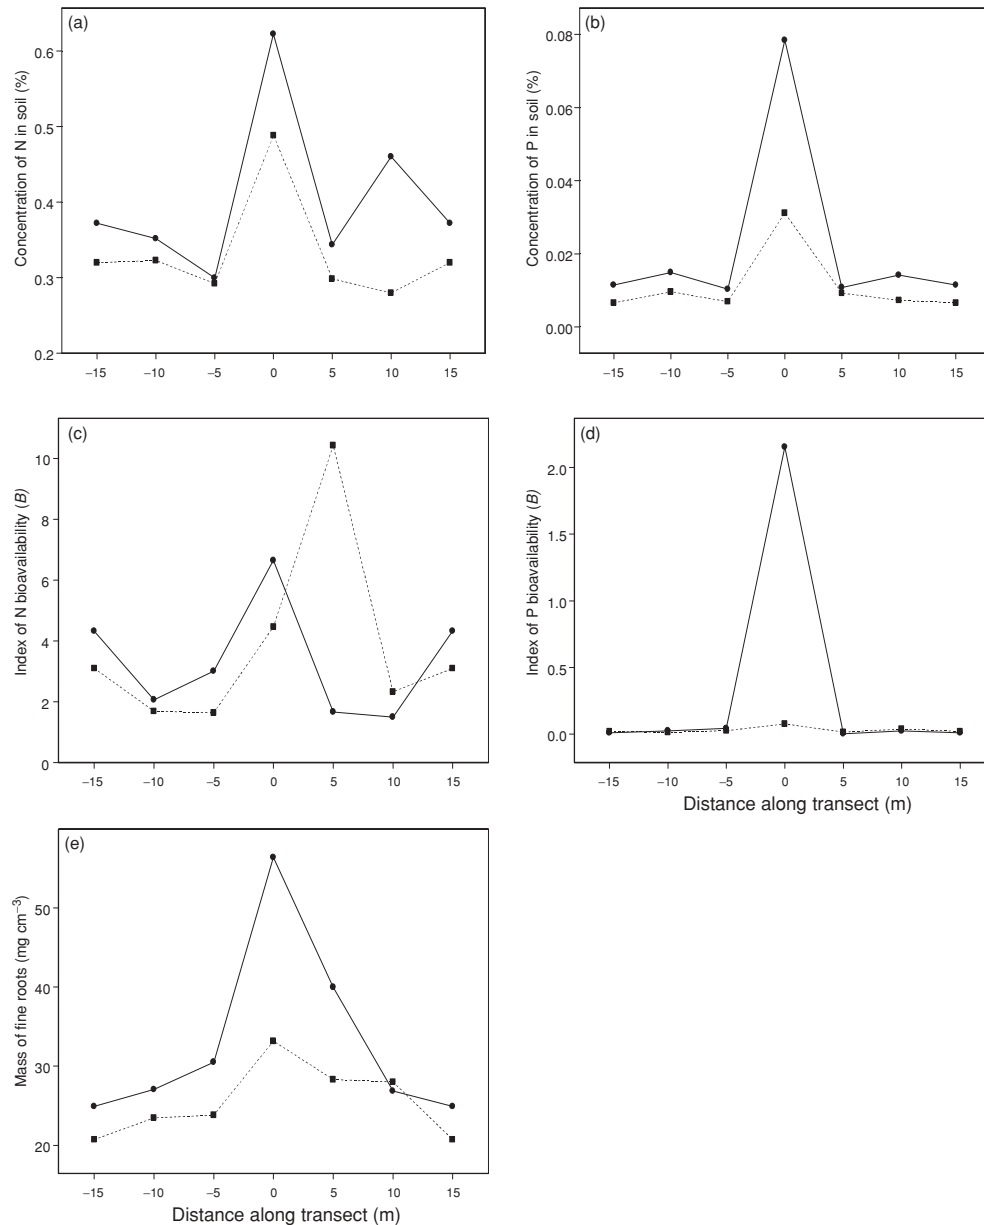 (a)
Concentration of N in soil (%)
0.6
0.5
0.4
0.3
0.2
−15 −10 −5 0 5 10 15
(b)
Concentration of P in soil (%)
0.08
0.06
0.04
0.02
0.00
−15 −10 −5 0 5 10 15
(c)
Index of N bioavailability (B)
10
8
6
4
2
0
−15 −10 −5 0 5 10 15
(d)
Index of P bioavailability (B)
2.0
1.5
1.0
0.5
0.0
−15 −10 −5 0 5 10 15
Distance along transect (m)
(e)
Mass of fine roots (mg cm⁻³)
50
40
30
20
−15 −10 −5 0 5 10 15
Distance along transect (m)